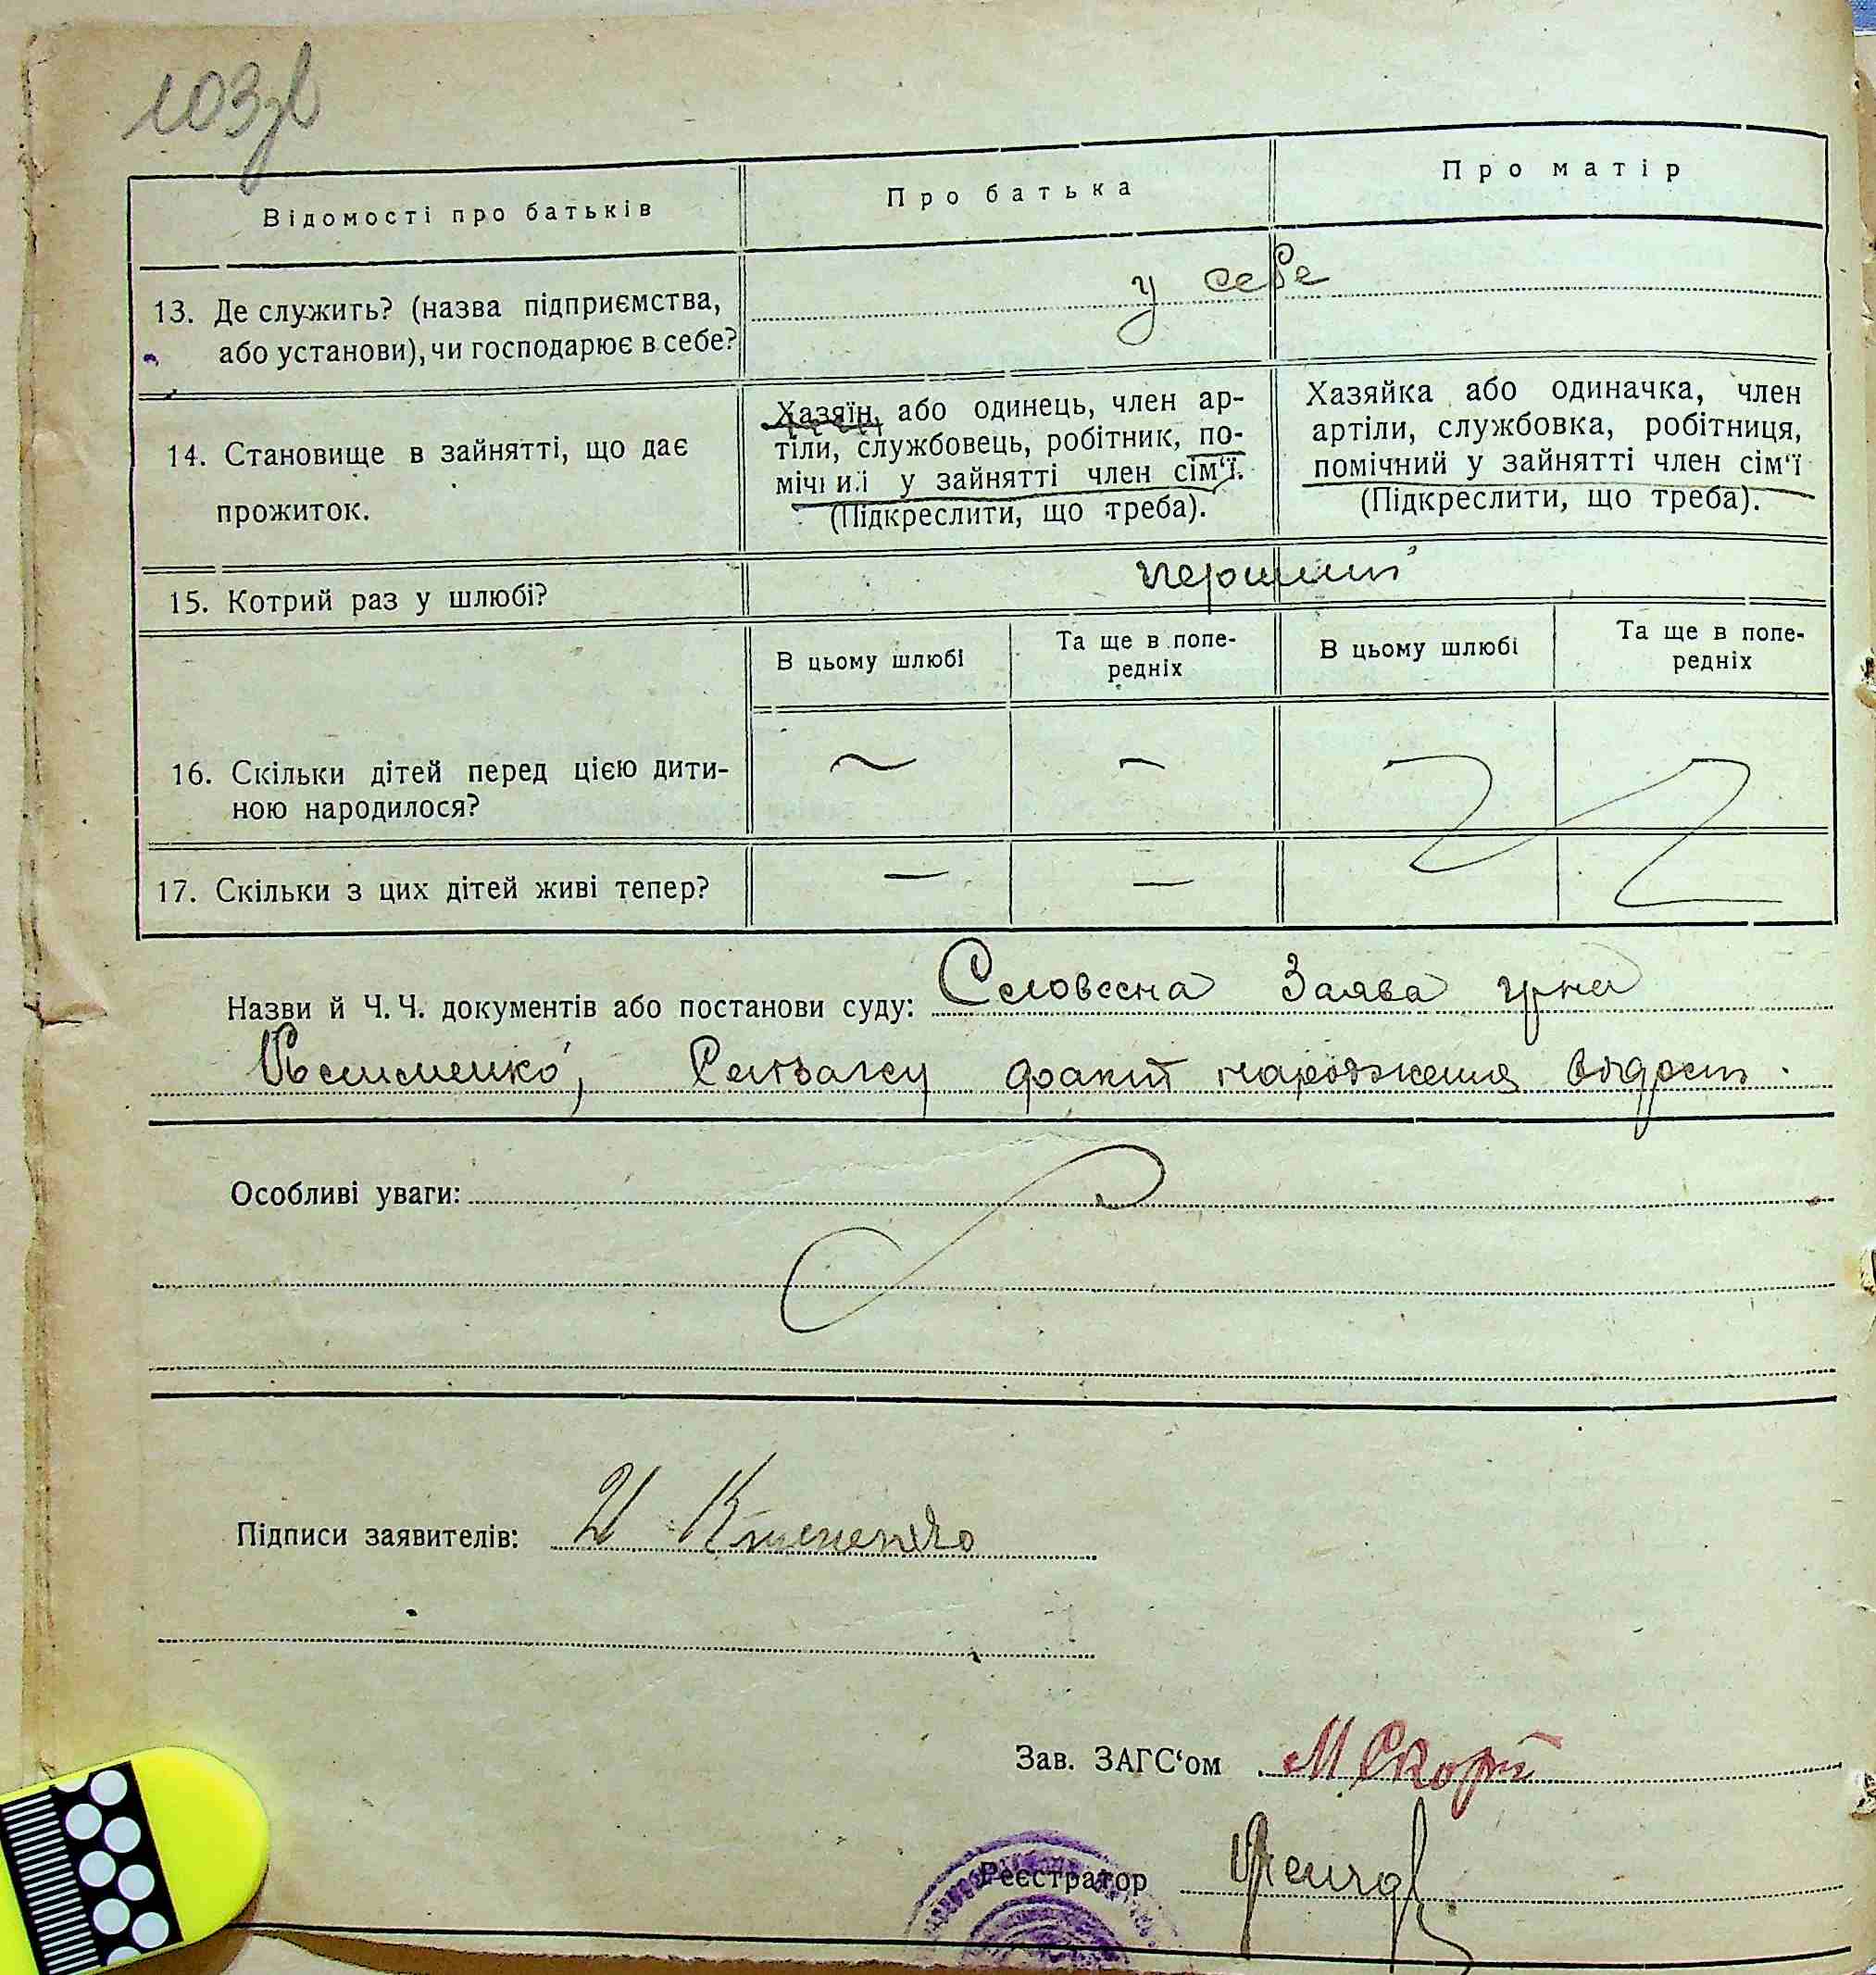 103зв
Відомості про батьків
Про батька
Про матір
13. Де служить? (назва підприємства,
або установи), чи господарює в себе?
у себе
14. Становище в зайнятті, що дає
прожиток.
Хазяїн, або одинець, член ар-
тіли, службовець, робітник, по-
мічний у зайнятті член сім'ї.
(Підкреслити, що треба).
Хазяйка або одиначка, член
артіли, службовка, робітниця,
помічний у зайнятті член сім'ї
(Підкреслити, що треба).
15. Котрий раз у шлюбі?
перший
В цьому шлюбі
Та ще в попе-
редніх
В цьому шлюбі
Та ще в попе-
редніх
16. Скільки дітей перед цією дити-
ною народилося?
17. Скільки з цих дітей живі тепер?
Назви й Ч. Ч. документів або постанови суду: Словесна Заява гр-на
факт народження
Особливі уваги:
Підписи заявителів:
Зав. ЗАГС'ом
Реєстратор